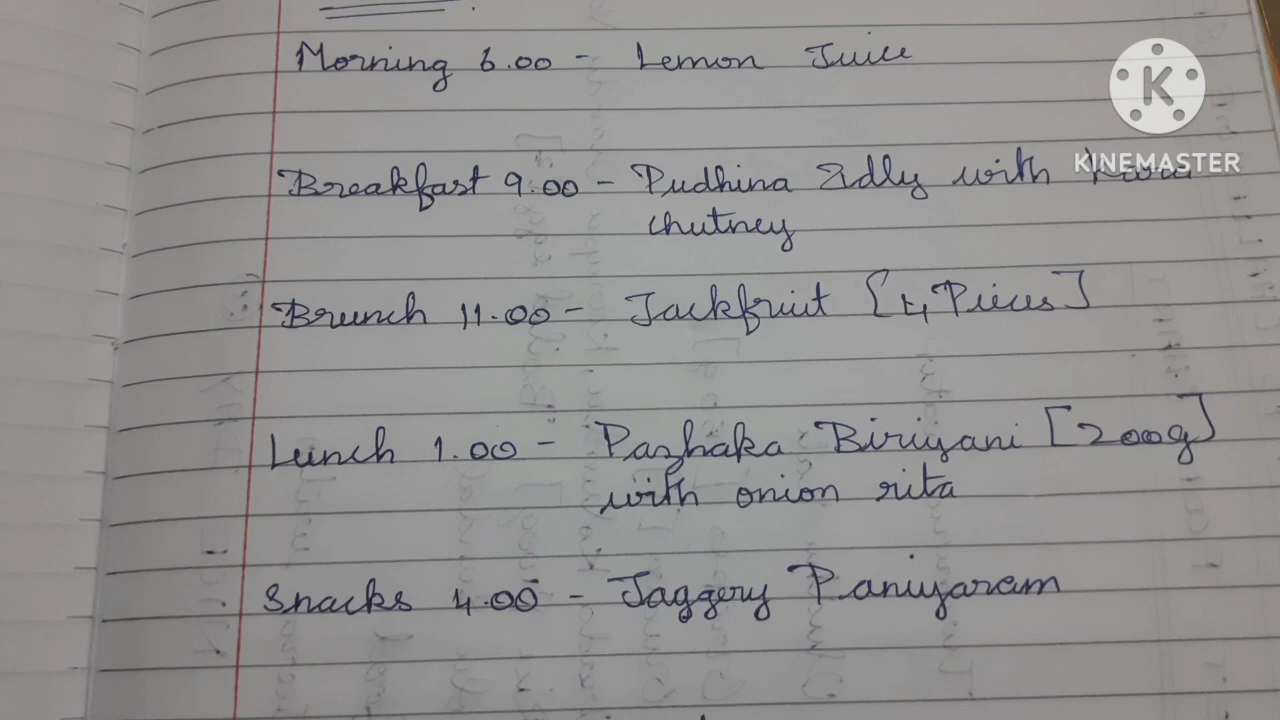 Morning 6.00 - Lemon Juice
K
KINEMASTER
Breakfast 9.00 - Pudhina Idly with Kara
chutney
Brunch 11.00 - Jackfruit [4 Pieces]
Lunch 1.00 - Pazhaka Biriyani [200g]
with onion rita
Snacks 4.00 - Jaggery Paniyaram